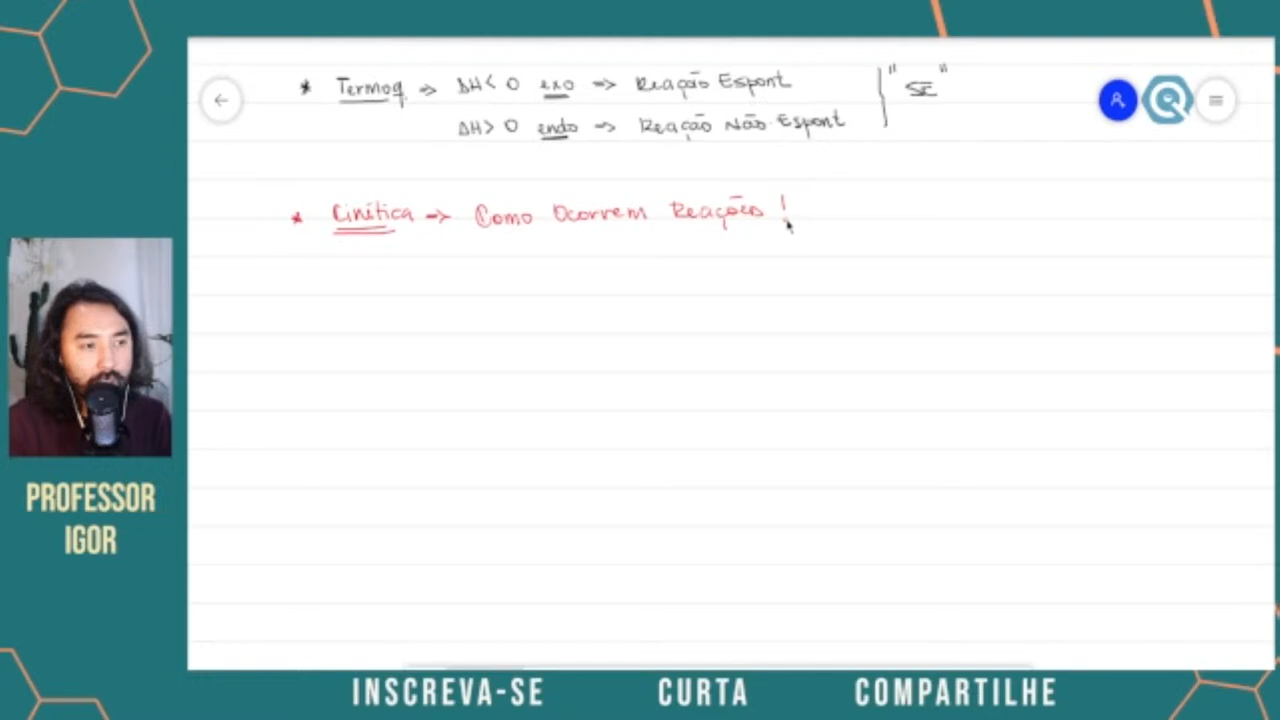 * Termoq → ΔH < 0 exo => Reação Espont
ΔH > 0 endo => Reação Não Espont
"SE"
* Cinética → Como Ocorrem Reações!
PROFESSOR
IGOR
INSCREVA-SE CURTA COMPARTILHE